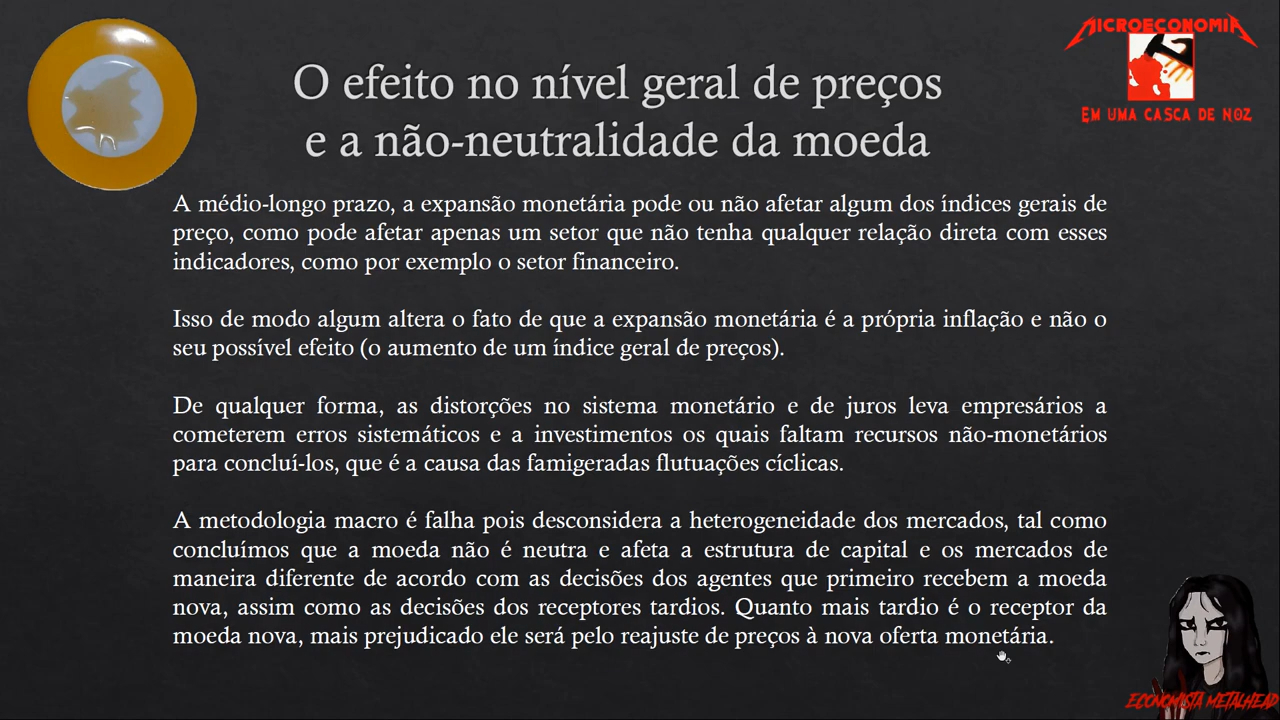 MICROECONOMIA
EM UMA CASCA DE NOZ
O efeito no nível geral de preços
e a não-neutralidade da moeda
A médio-longo prazo, a expansão monetária pode ou não afetar algum dos índices gerais de
preço, como pode afetar apenas um setor que não tenha qualquer relação direta com esses
indicadores, como por exemplo o setor financeiro.
Isso de modo algum altera o fato de que a expansão monetária é a própria inflação e não o
seu possível efeito (o aumento de um índice geral de preços).
De qualquer forma, as distorções no sistema monetário e de juros leva empresários a
cometerem erros sistemáticos e a investimentos os quais faltam recursos não-monetários
para concluí-los, que é a causa das famigeradas flutuações cíclicas.
A metodologia macro é falha pois desconsidera a heterogeneidade dos mercados, tal como
concluímos que a moeda não é neutra e afeta a estrutura de capital e os mercados de
maneira diferente de acordo com as decisões dos agentes que primeiro recebem a moeda
nova, assim como as decisões dos receptores tardios. Quanto mais tardio é o receptor da
moeda nova, mais prejudicado ele será pelo reajuste de preços à nova oferta monetária.
ECONOMISTA METALHEAD